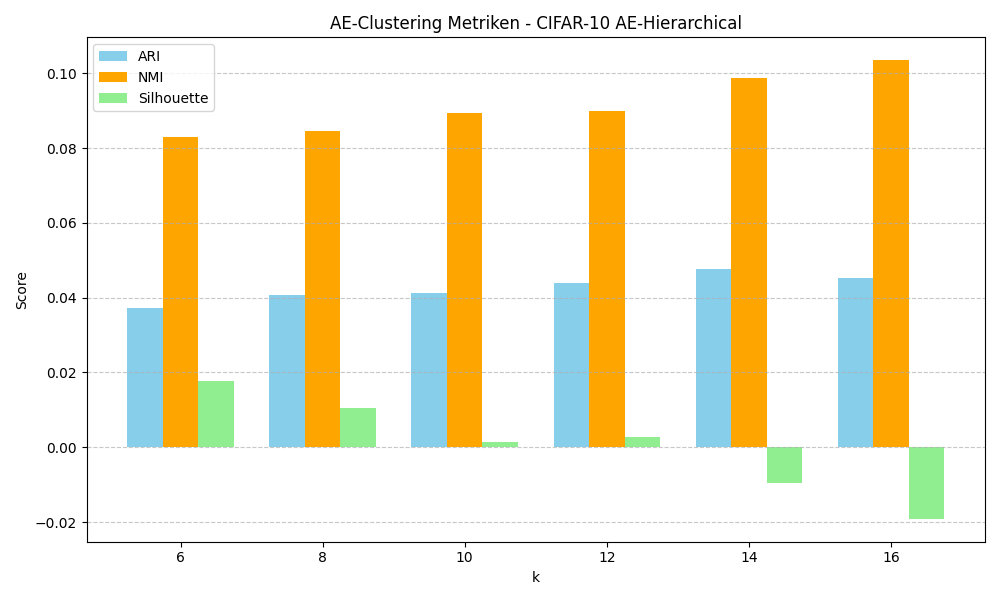 AE-Clustering Metriken - CIFAR-10 AE-Hierarchical
ARI
NMI
Silhouette
Score
0.10
0.08
0.06
0.04
0.02
0.00
−0.02
6 8 10 12 14 16
k